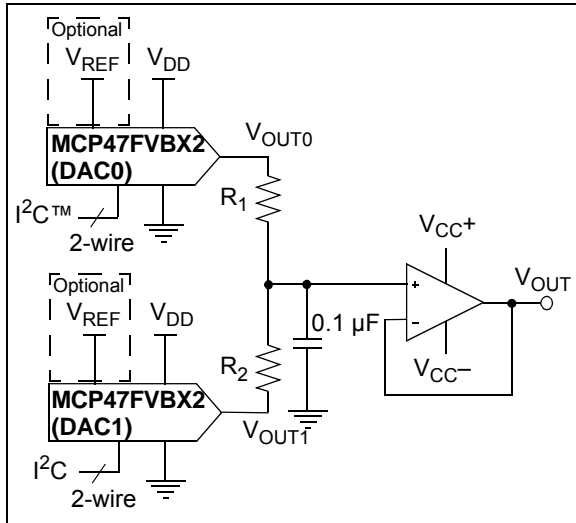 Optional
VREF VDD
MCP47FVBX2
(DAC0)
VOUT0
I²C™
2-wire
R1
VCC+
VOUT
+
–
VCC–
0.1 µF
Optional
VREF VDD
R2
MCP47FVBX2
(DAC1)
VOUT1
I²C
2-wire